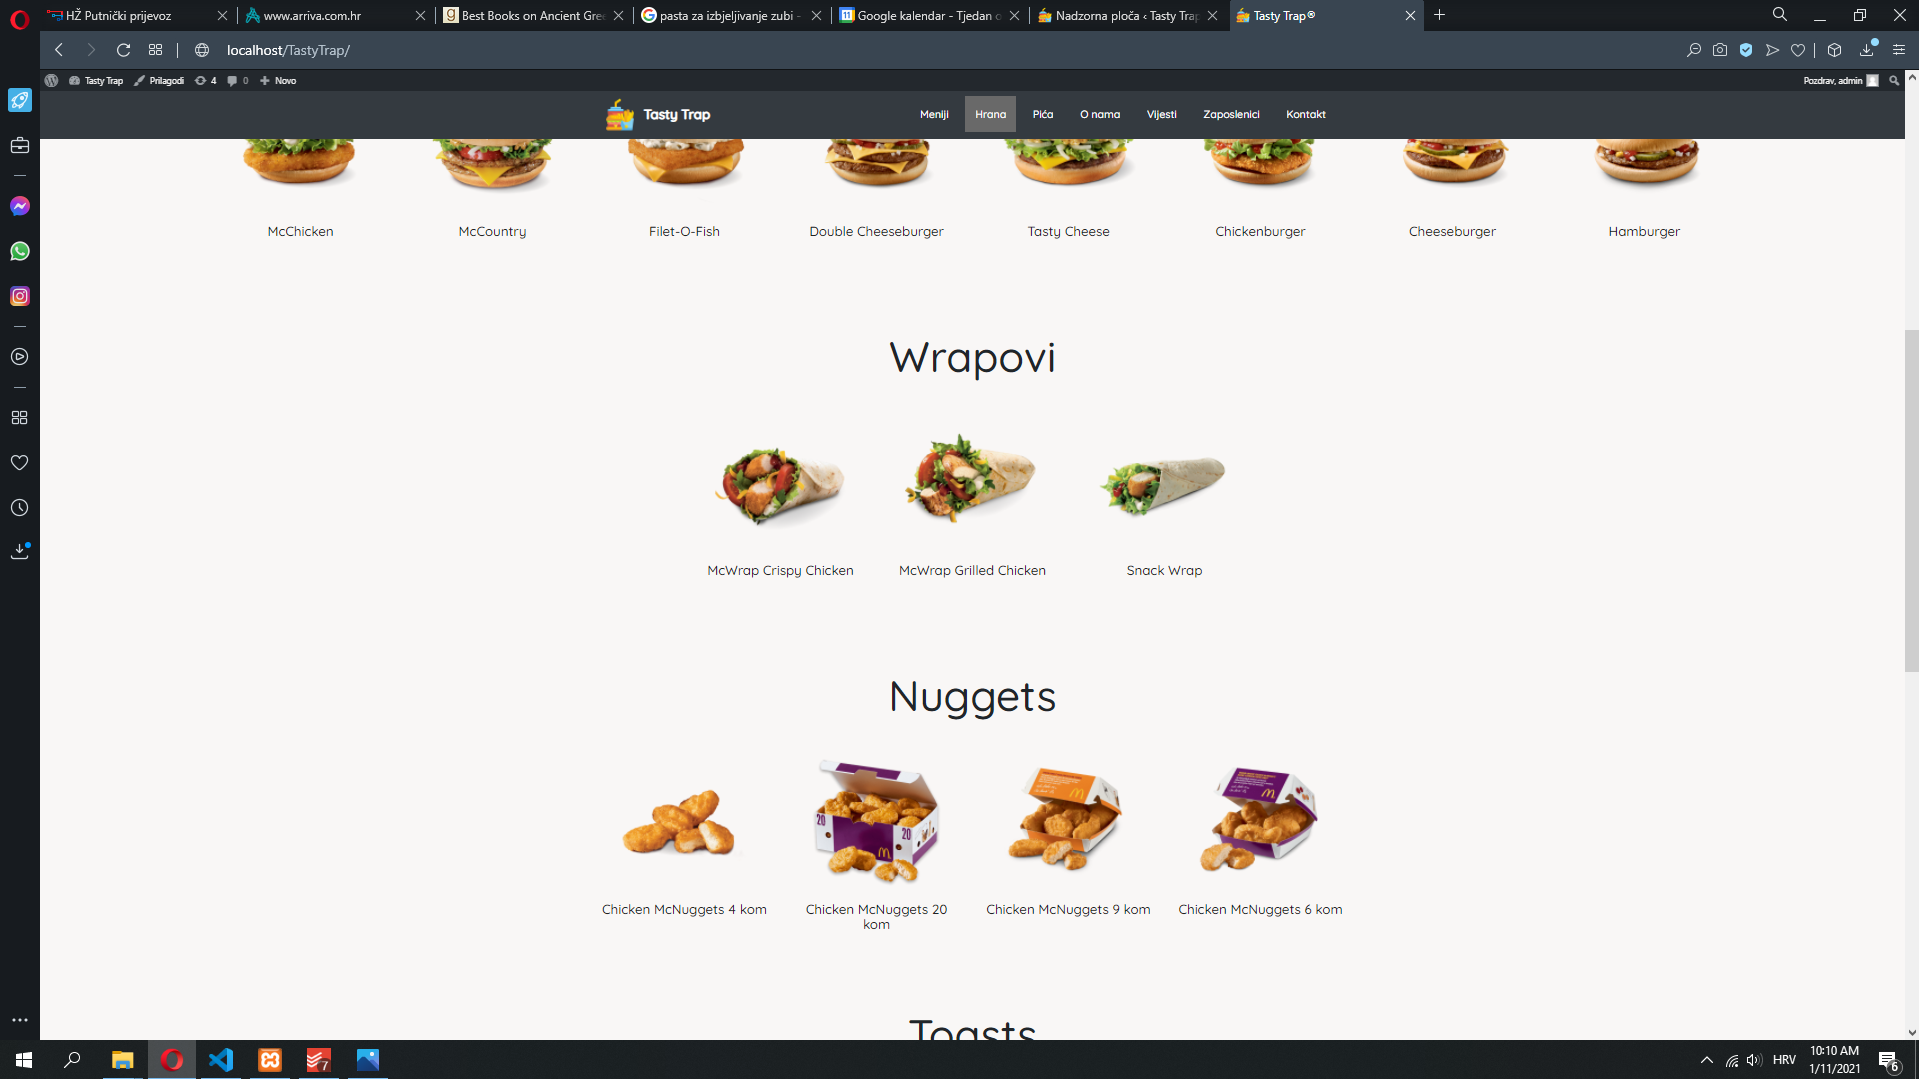 HŽ Putnički prijevoz
www.arriva.com.hr
Best Books on Ancient Gree
pasta za izbjeljivanje zubi -
Google kalendar - Tjedan o
Nadzorna ploča ‹ Tasty Trap
Tasty Trap®
localhost/TastyTrap/
Tasty Trap
Prilagodi
4
0
Novo
Pozdrav, admin
Tasty Trap
Meniji
Hrana
Pića
O nama
Vijesti
Zaposlenici
Kontakt
McChicken
McCountry
Filet-O-Fish
Double Cheeseburger
Tasty Cheese
Chickenburger
Cheeseburger
Hamburger
Wrapovi
McWrap Crispy Chicken
McWrap Grilled Chicken
Snack Wrap
Nuggets
20
20
Chicken McNuggets 4 kom
Chicken McNuggets 20
kom
Chicken McNuggets 9 kom
Chicken McNuggets 6 kom
Toasts
7
HRV
10:10 AM
1/11/2021
6